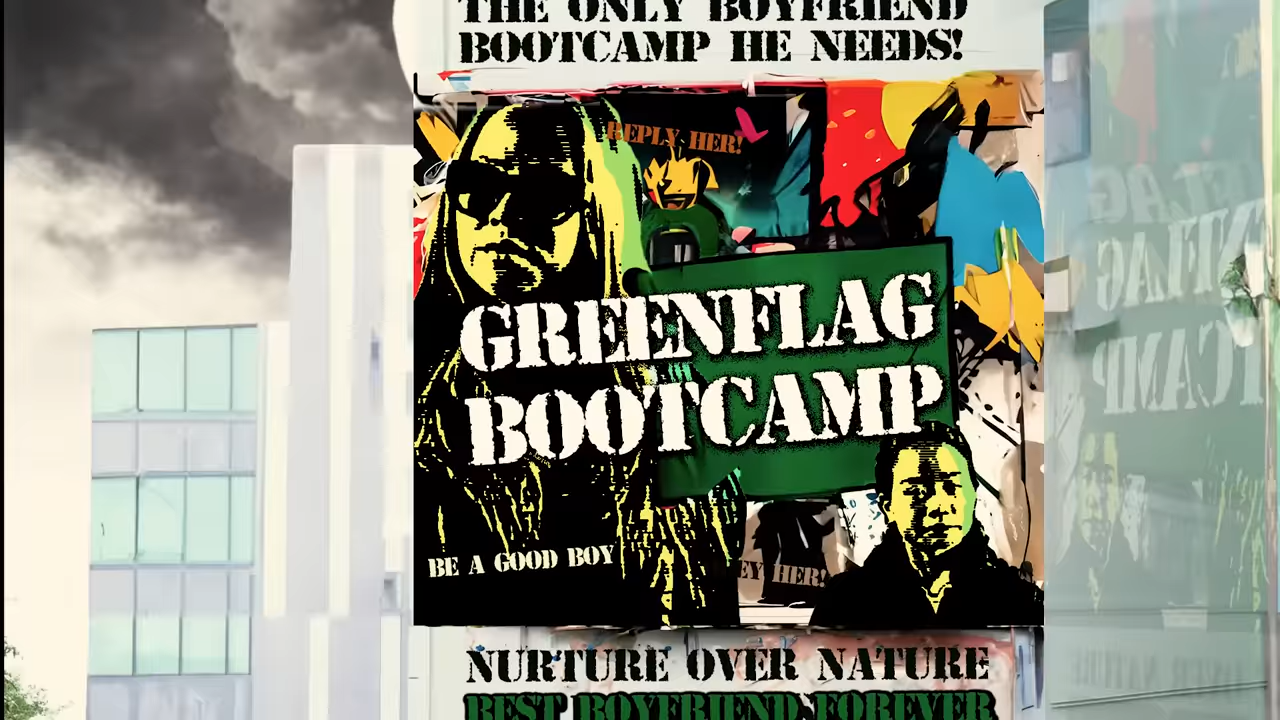 THE ONLY BOYFRIEND
BOOTCAMP HE NEEDS!
REPLY HER!
GREENFLAG
BOOTCAMP
BE A GOOD BOY
HER!
NURTURE OVER NATURE
BEST BOYFRIEND FOREVER